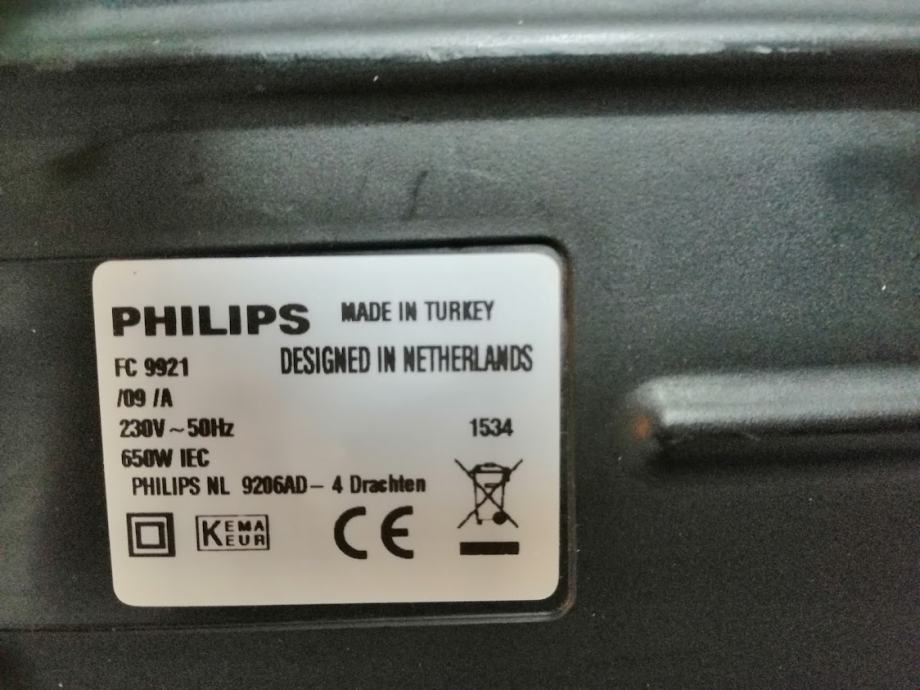 PHILIPS MADE IN TURKEY
FC 9921 DESIGNED IN NETHERLANDS
/09 /A
230V ~ 50Hz 1534
650W IEC
PHILIPS NL 9206AD- 4 Drachten
KEMA
KEUR
CE